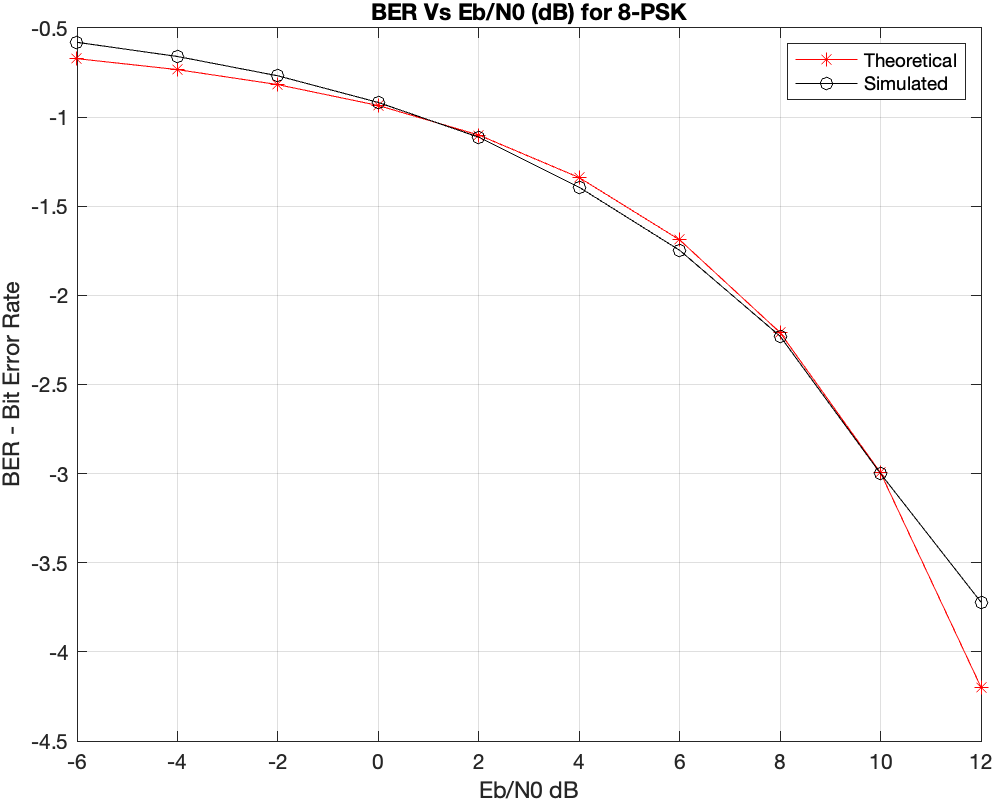 BER Vs Eb/N0 (dB) for 8-PSK
Theoretical
Simulated
BER - Bit Error Rate
-0.5
-1
-1.5
-2
-2.5
-3
-3.5
-4
-4.5
-6 -4 -2 0 2 4 6 8 10 12
Eb/N0 dB